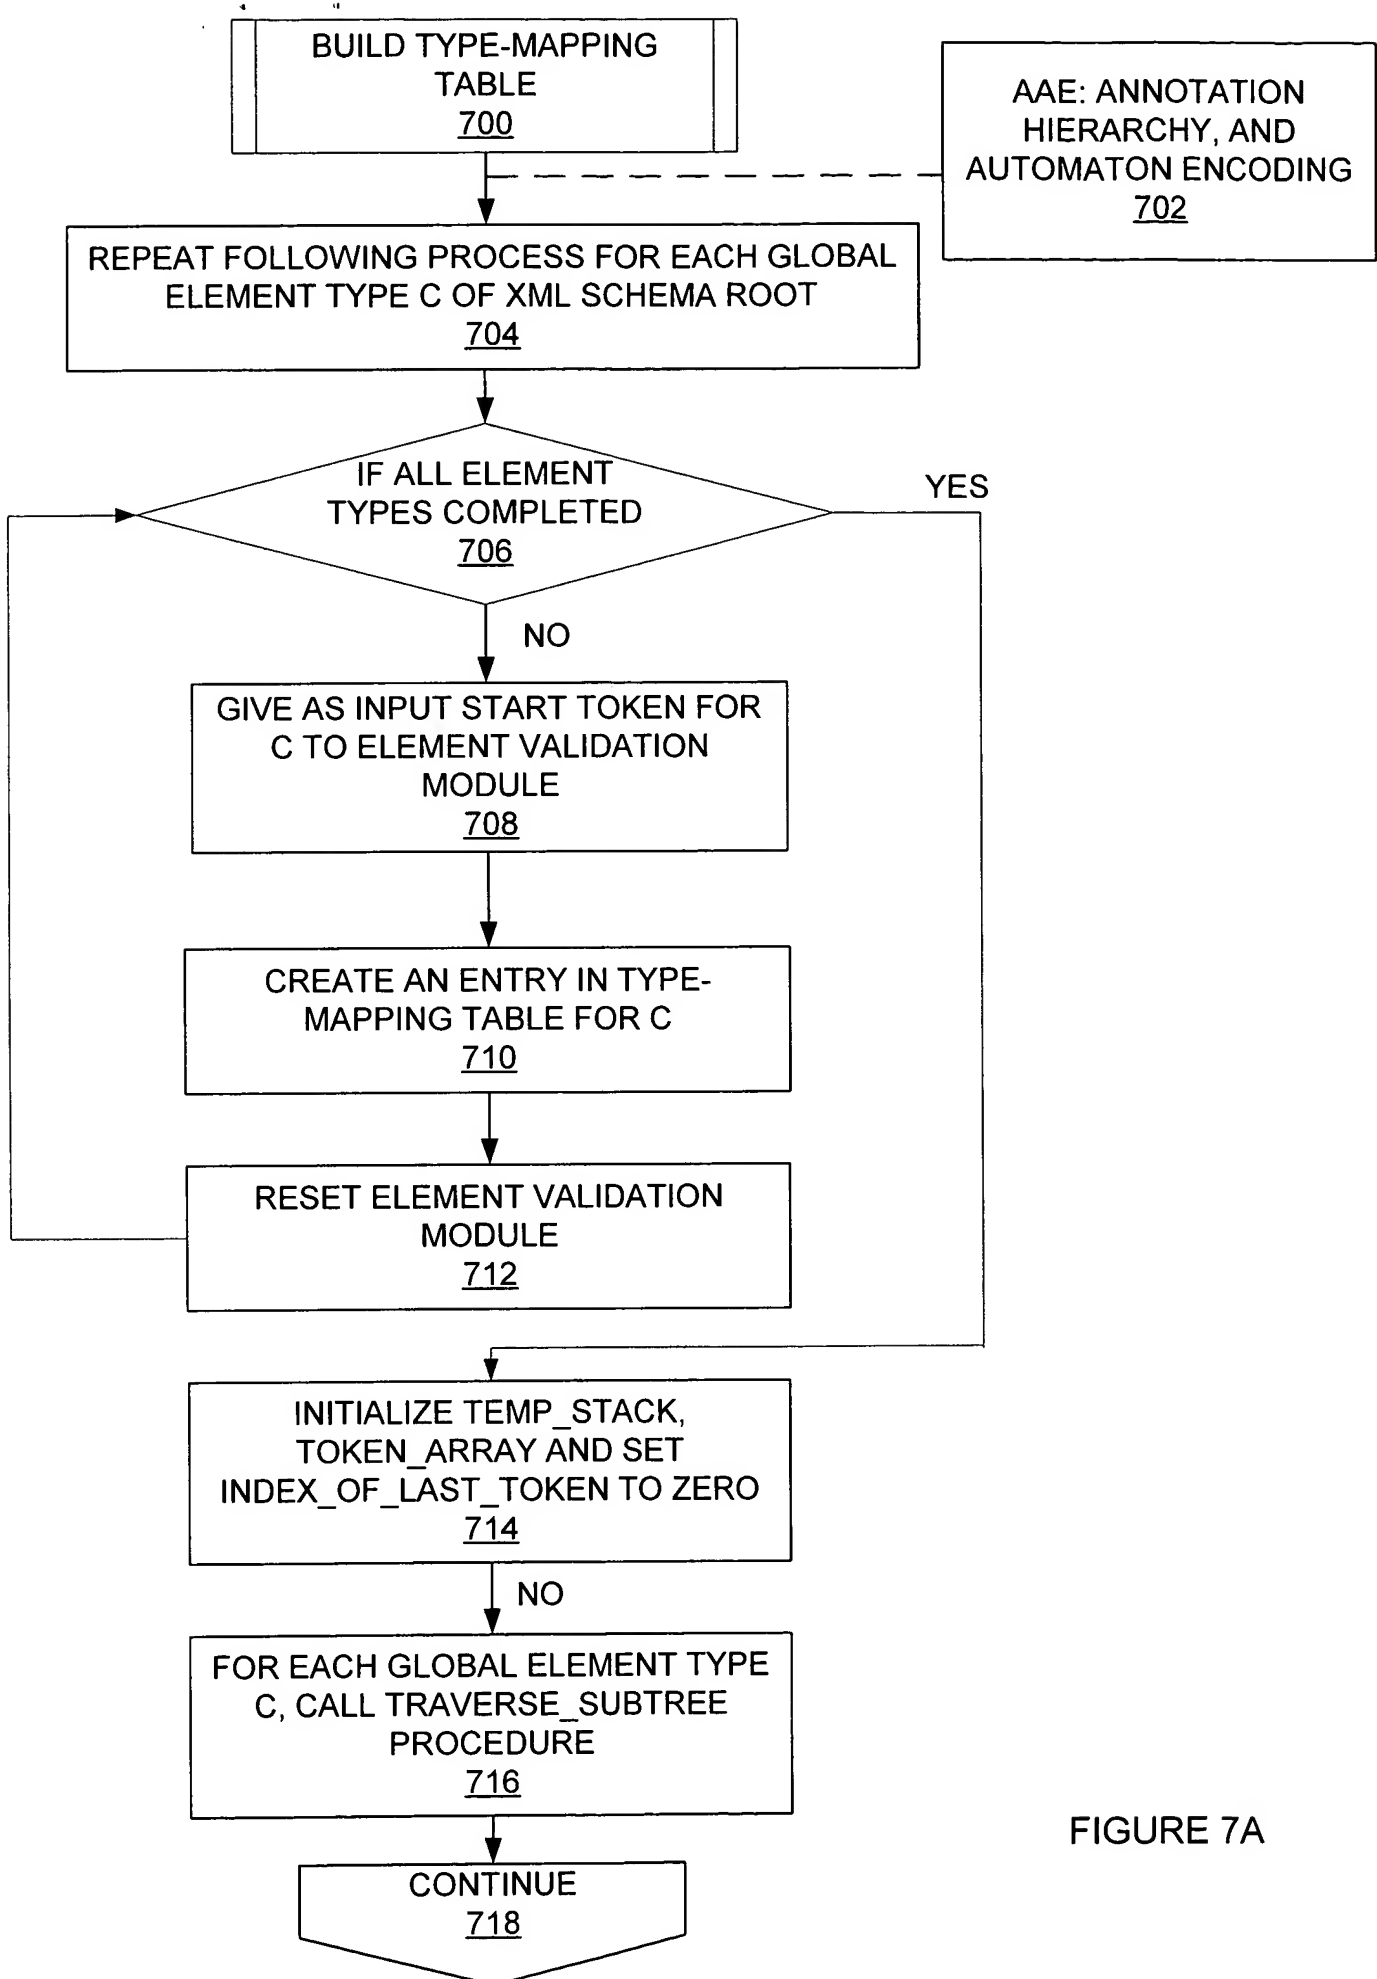 BUILD TYPE-MAPPING
TABLE
700
AAE: ANNOTATION
HIERARCHY, AND
AUTOMATON ENCODING
702
REPEAT FOLLOWING PROCESS FOR EACH GLOBAL
ELEMENT TYPE C OF XML SCHEMA ROOT
704
IF ALL ELEMENT
TYPES COMPLETED
706
YES
NO
GIVE AS INPUT START TOKEN FOR
C TO ELEMENT VALIDATION
MODULE
708
CREATE AN ENTRY IN TYPE-
MAPPING TABLE FOR C
710
RESET ELEMENT VALIDATION
MODULE
712
INITIALIZE TEMP_STACK,
TOKEN_ARRAY AND SET
INDEX_OF_LAST_TOKEN TO ZERO
714
NO
FOR EACH GLOBAL ELEMENT TYPE
C, CALL TRAVERSE_SUBTREE
PROCEDURE
716
CONTINUE
718
FIGURE 7A